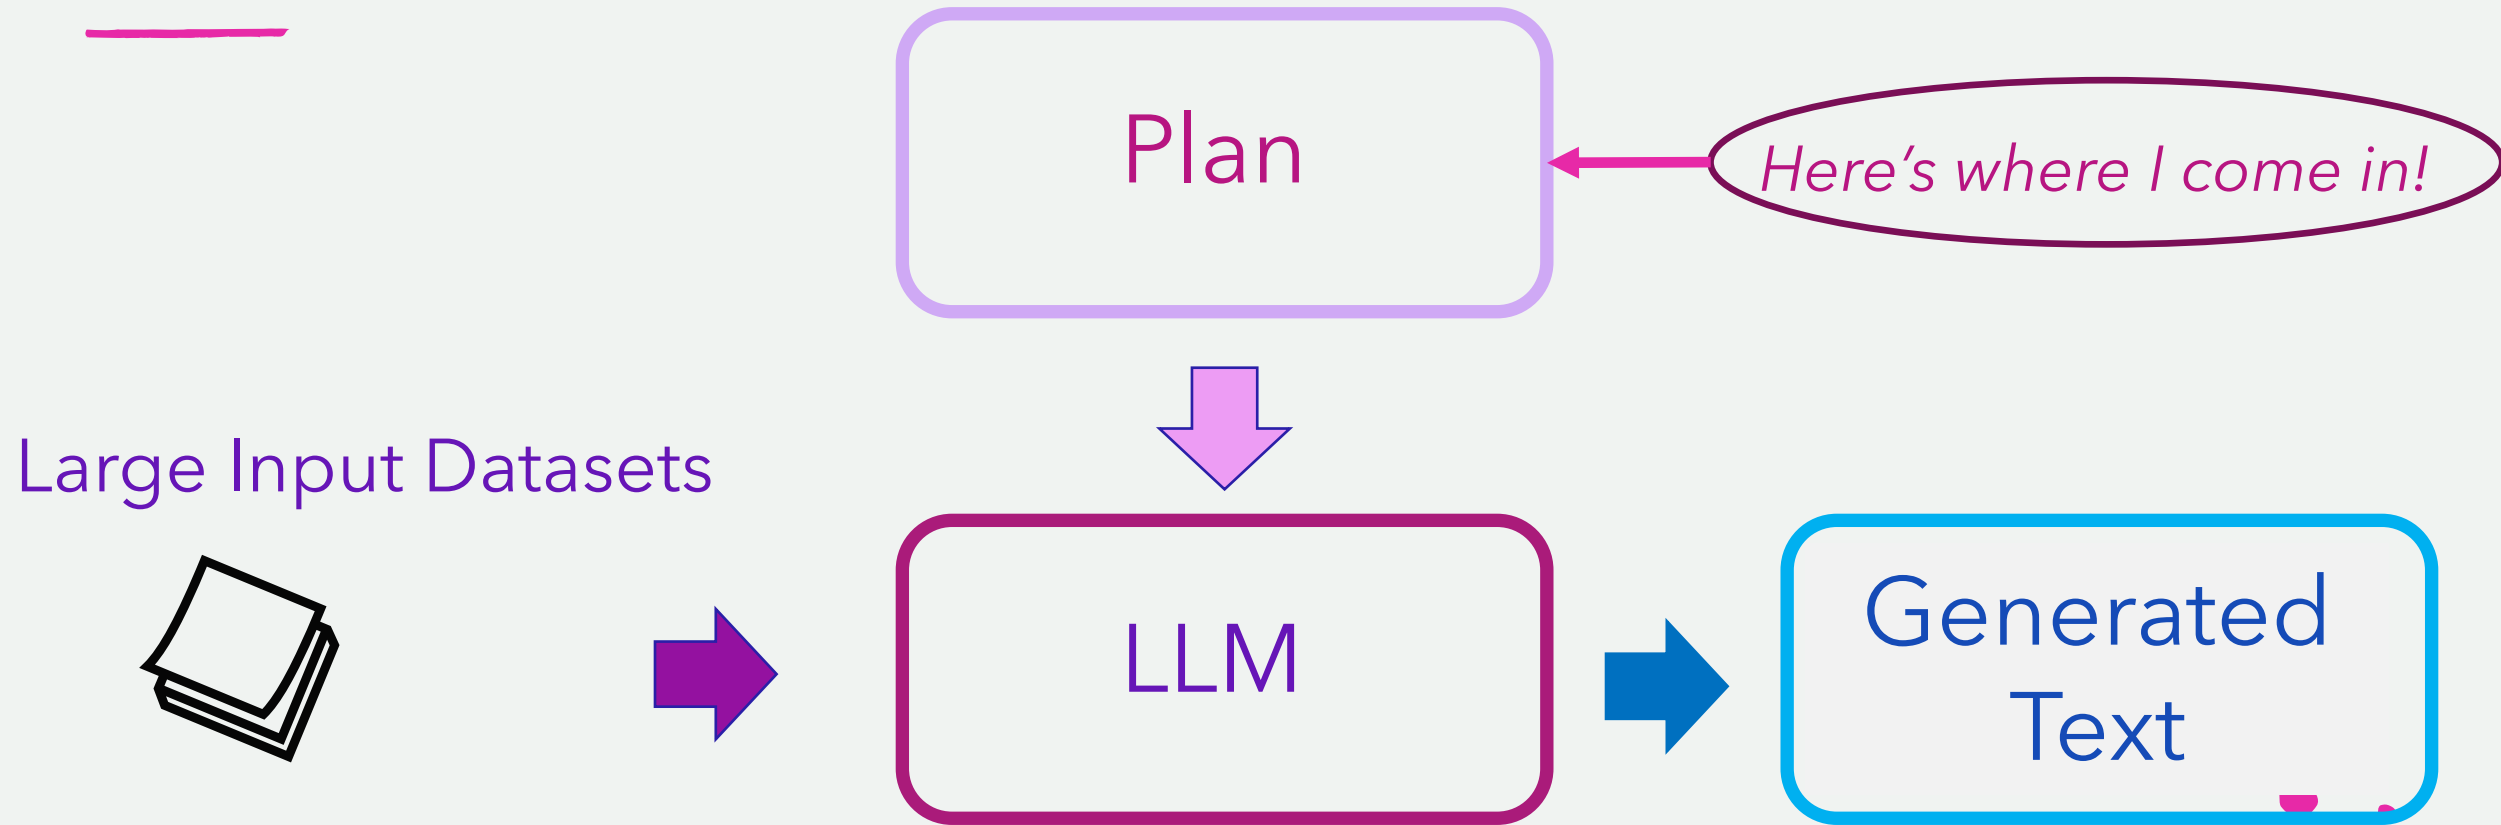 Plan
Here's where I come in!
Large Input Datasets
LLM
Generated
Text